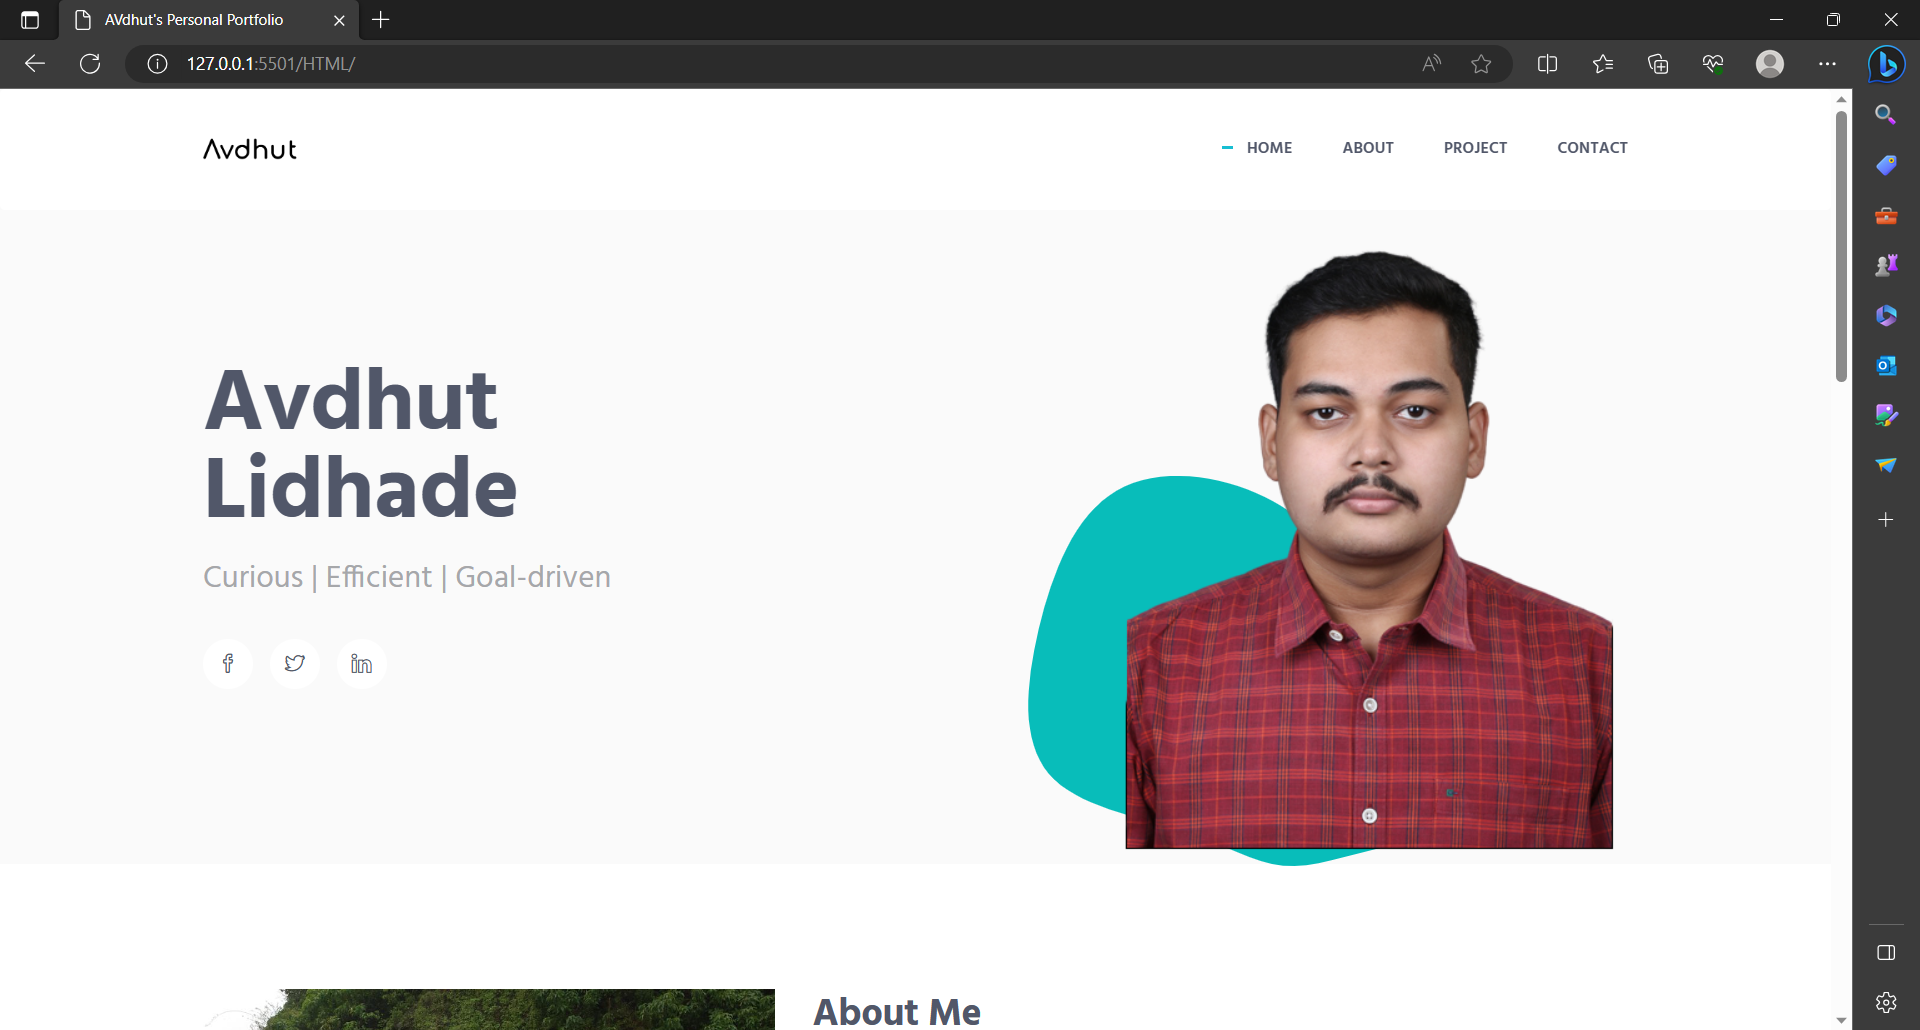 AVdhut's Personal Portfolio
127.0.0.1:5501/HTML/
Avdhut
HOME
ABOUT
PROJECT
CONTACT
Avdhut
Lidhade
Curious | Efficient | Goal-driven
About Me